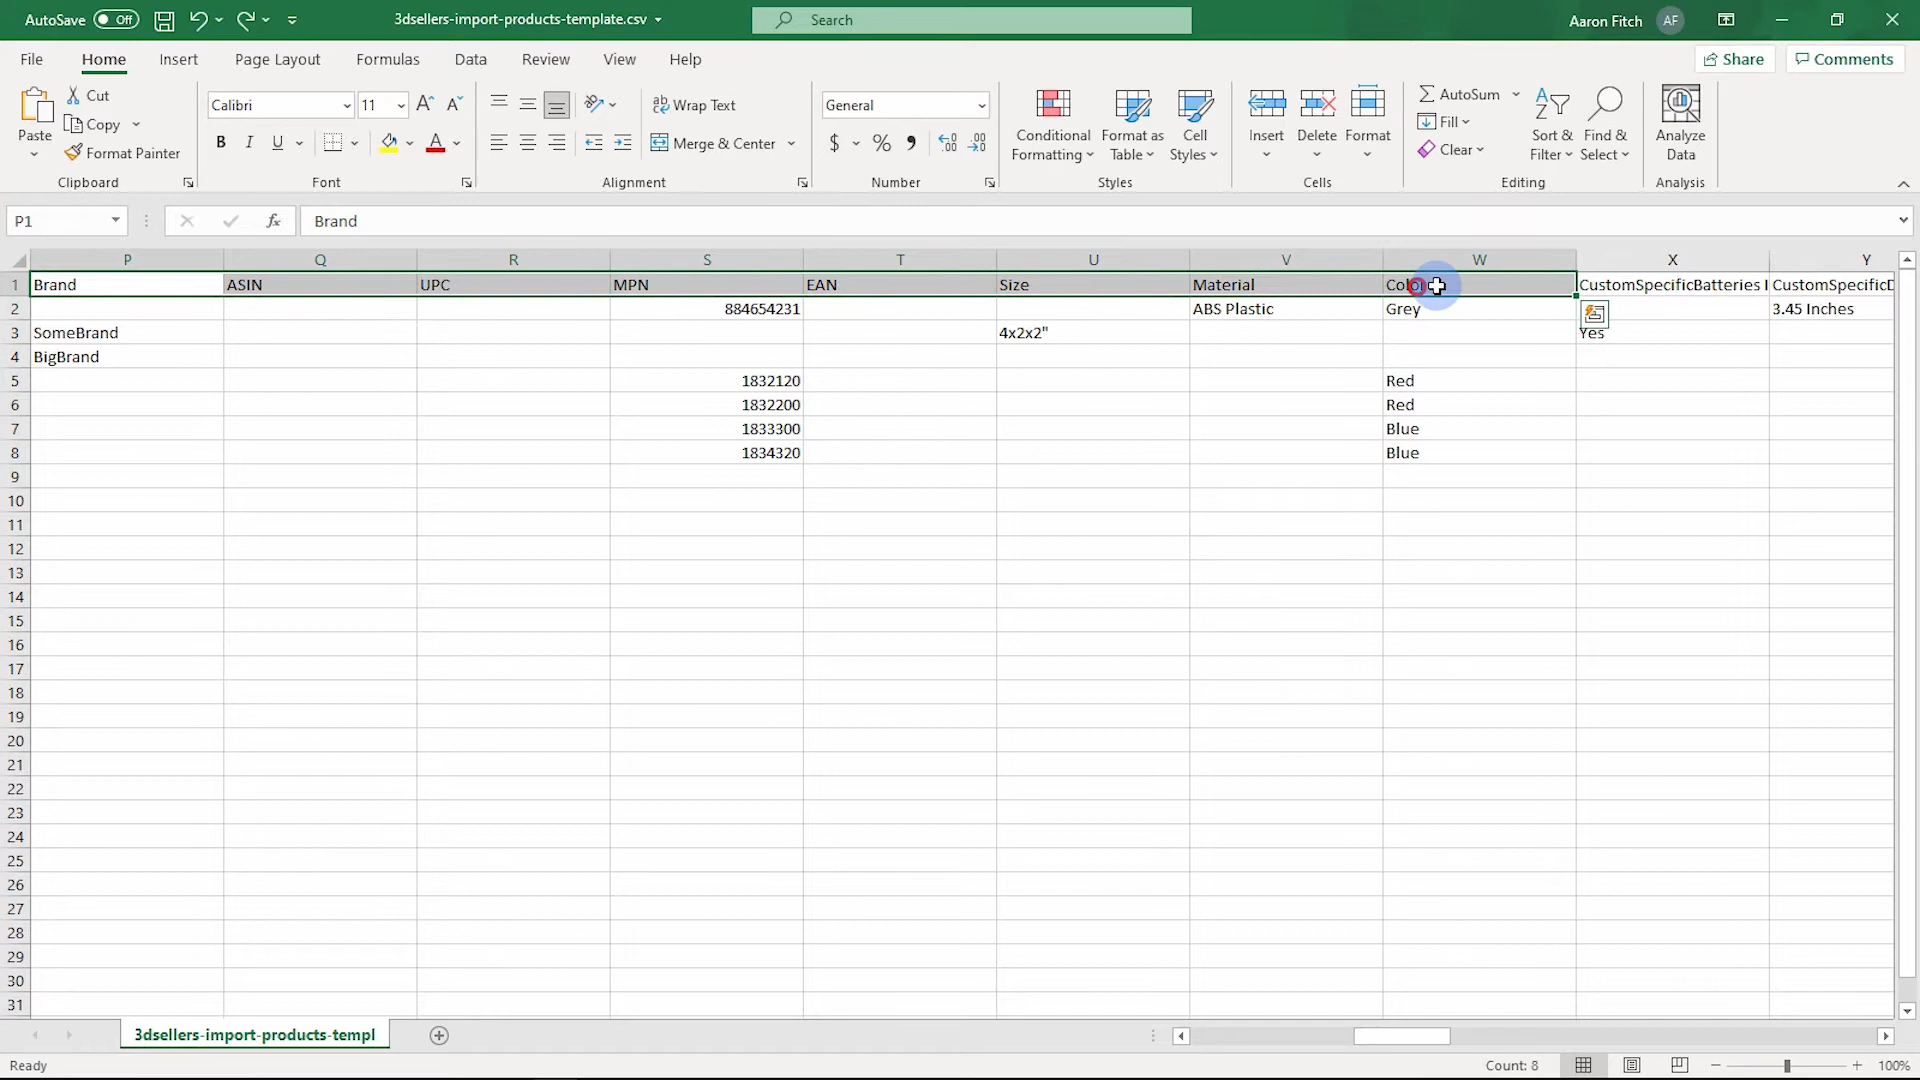 AutoSave Off
3dsellers-import-products-template.csv
Search
Aaron Fitch
AF
File
Home
Insert
Page Layout
Formulas
Data
Review
View
Help
Share
Comments
Paste
Cut
Copy
Format Painter
Clipboard
Calibri
11
B I U
A
Font
Wrap Text
Merge & Center
Alignment
General
$ %
Number
Conditional Formatting
Format as Table
Cell Styles
Styles
Insert
Delete
Format
Cells
AutoSum
Fill
Clear
Sort & Filter
Find & Select
Editing
Analyze Data
Analysis
P1
fx
Brand
P Q R S T U V W X Y
1 Brand ASIN UPC MPN EAN Size Material Color CustomSpecificBatteries I CustomSpecificD
2 884654231 ABS Plastic Grey 3.45 Inches
3 SomeBrand 4x2x2" Yes
4 BigBrand
5 1832120 Red
6 1832200 Red
7 1833300 Blue
8 1834320 Blue
9
10
11
12
13
14
15
16
17
18
19
20
21
22
23
24
25
26
27
28
29
30
31
3dsellers-import-products-templ
Ready
Count: 8
100%